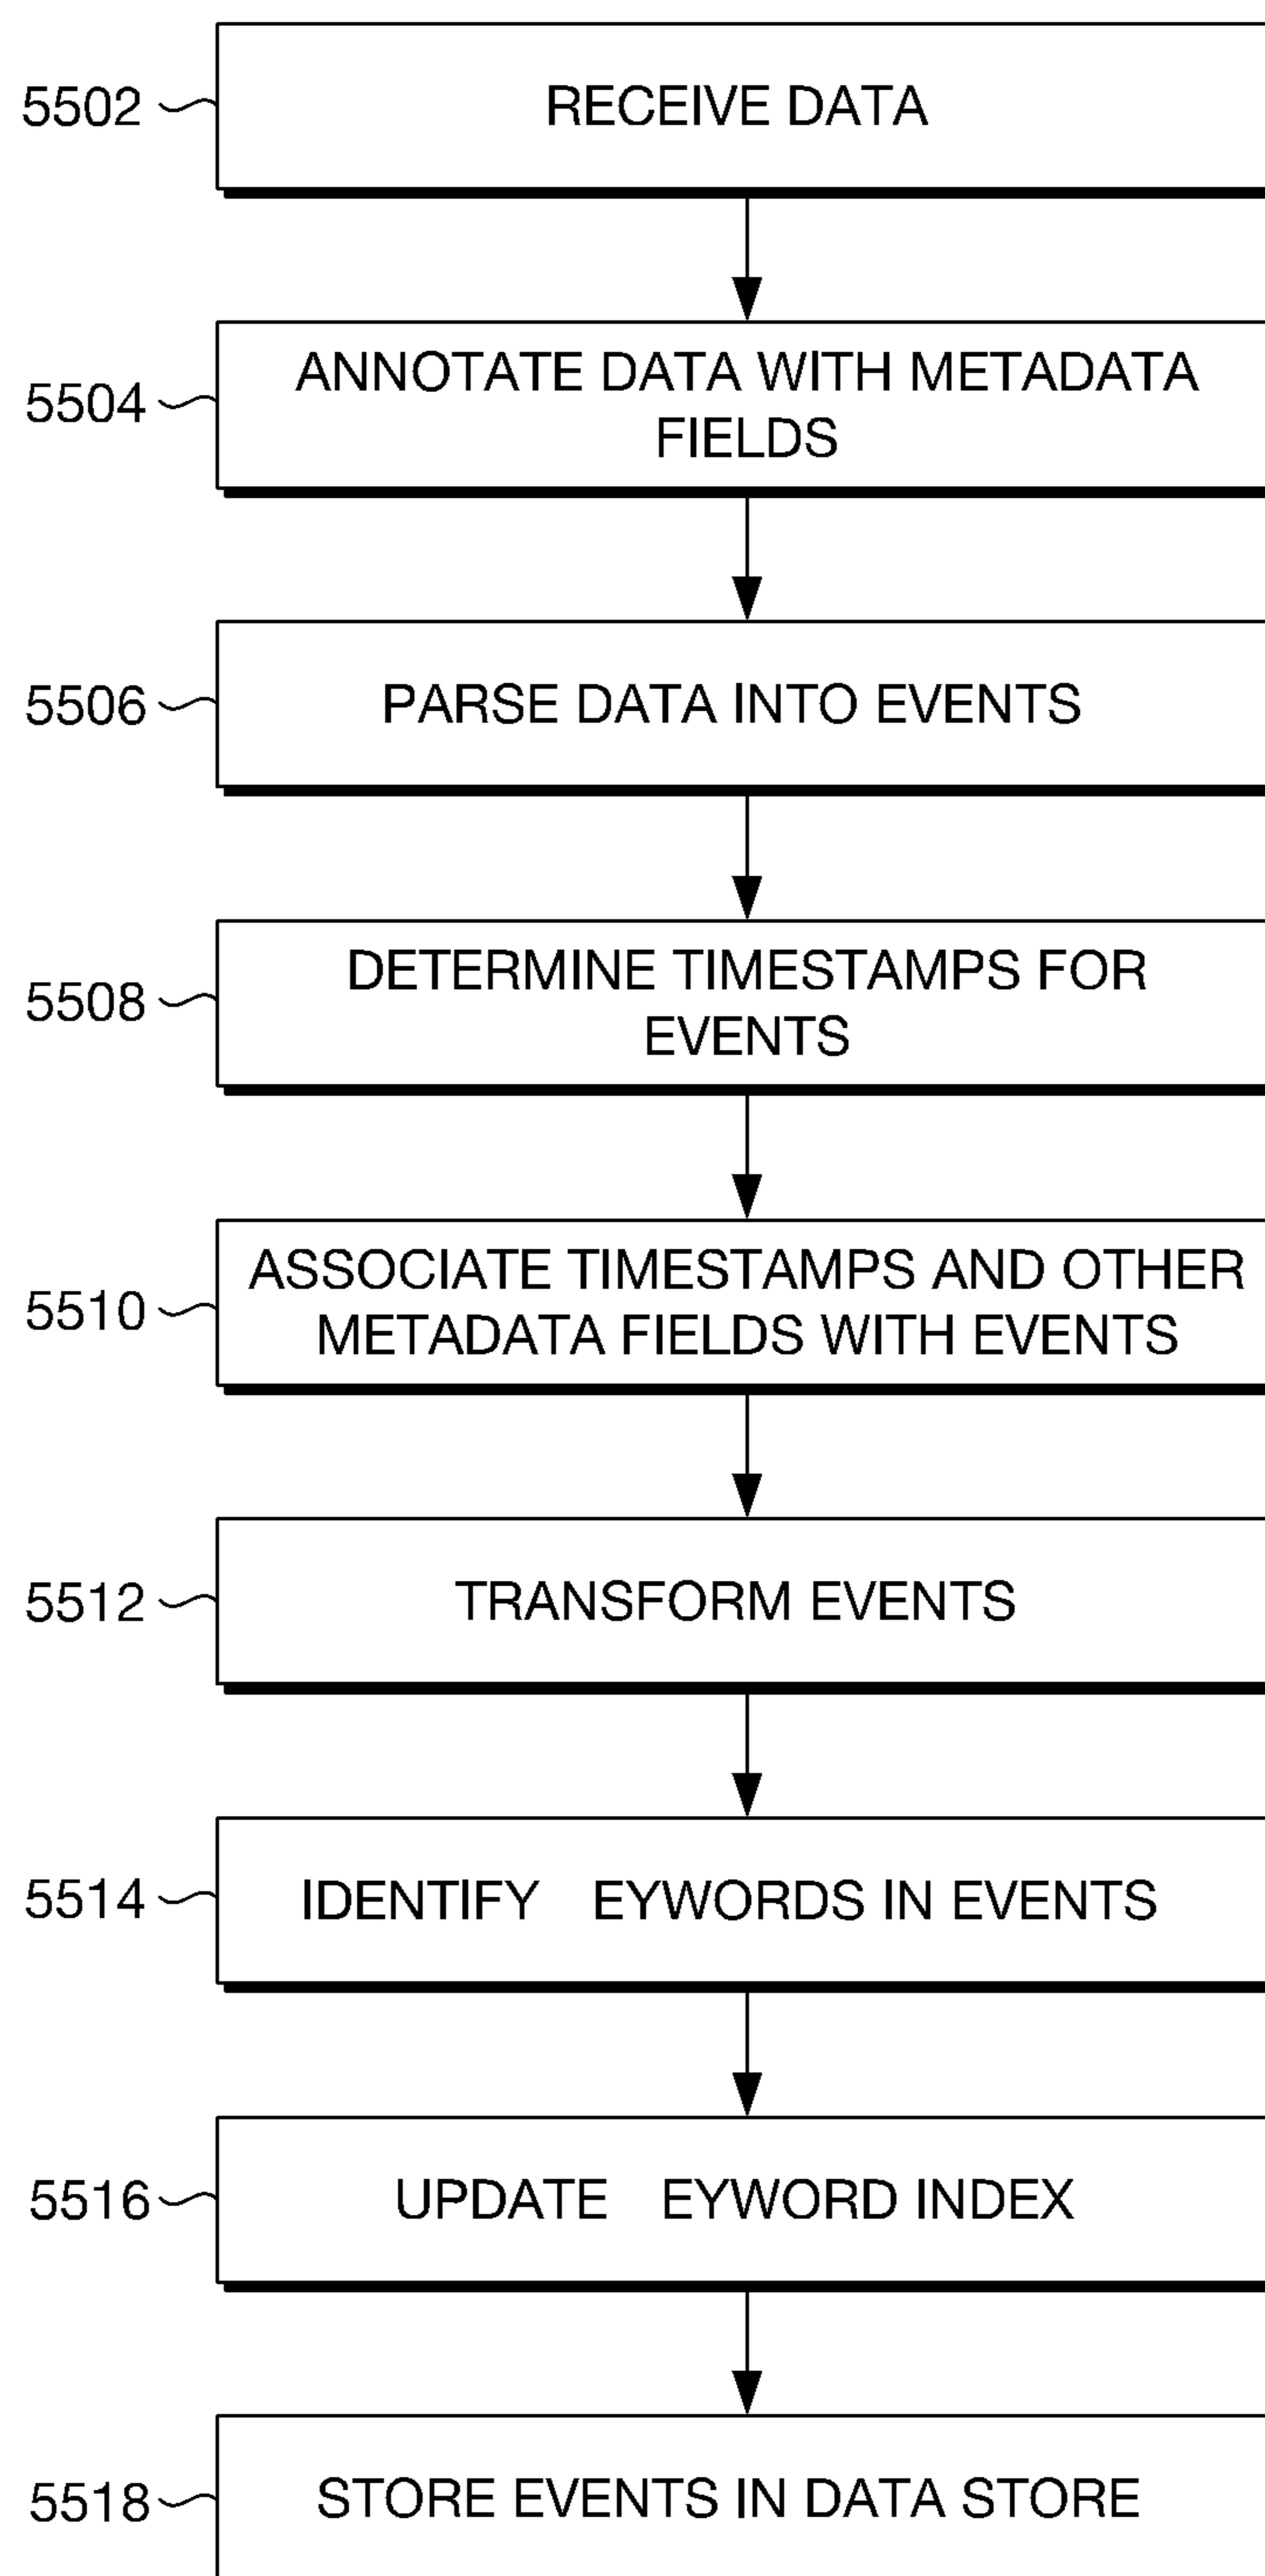 5502 RECEIVE DATA
5504 ANNOTATE DATA WITH METADATA
FIELDS
5506 PARSE DATA INTO EVENTS
5508 DETERMINE TIMESTAMPS FOR
EVENTS
5510 ASSOCIATE TIMESTAMPS AND OTHER
METADATA FIELDS WITH EVENTS
5512 TRANSFORM EVENTS
5514 IDENTIFY EYWORDS IN EVENTS
5516 UPDATE EYWORD INDEX
5518 STORE EVENTS IN DATA STORE